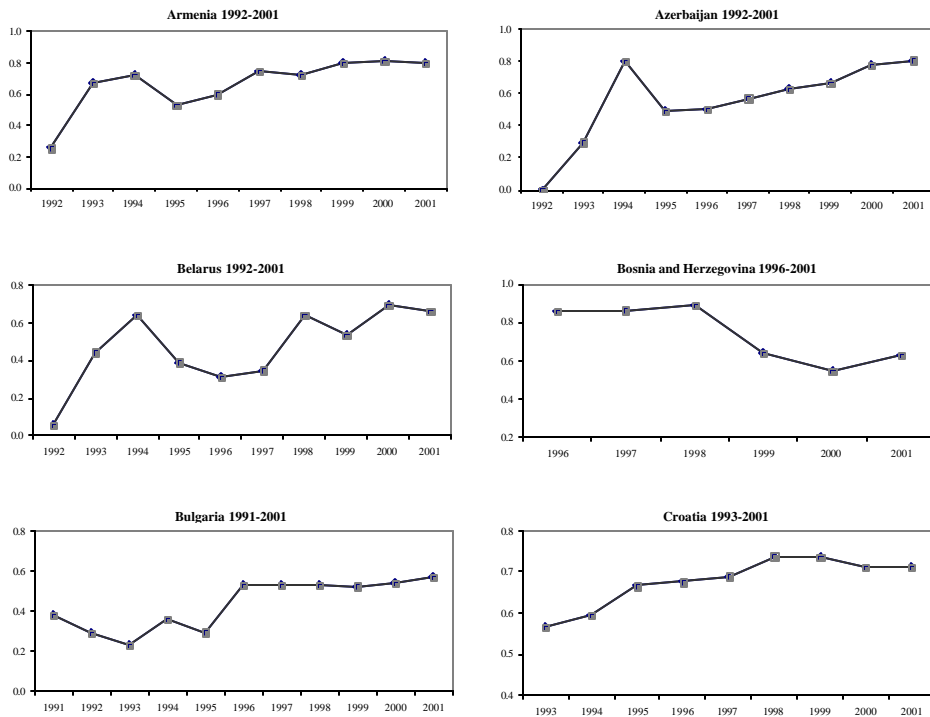 Armenia 1992-2001
1.0
0.8
0.6
0.4
0.2
0.0
1992 1993 1994 1995 1996 1997 1998 1999 2000 2001
Azerbaijan 1992-2001
1.0
0.8
0.6
0.4
0.2
0.0
1992 1993 1994 1995 1996 1997 1998 1999 2000 2001
Belarus 1992-2001
0.8
0.6
0.4
0.2
0.0
1992 1993 1994 1995 1996 1997 1998 1999 2000 2001
Bosnia and Herzegovina 1996-2001
1.0
0.8
0.6
0.4
0.2
1996 1997 1998 1999 2000 2001
Bulgaria 1991-2001
0.8
0.6
0.4
0.2
0.0
1991 1992 1993 1994 1995 1996 1997 1998 1999 2000 2001
Croatia 1993-2001
0.8
0.7
0.6
0.5
0.4
1993 1994 1995 1996 1997 1998 1999 2000 2001